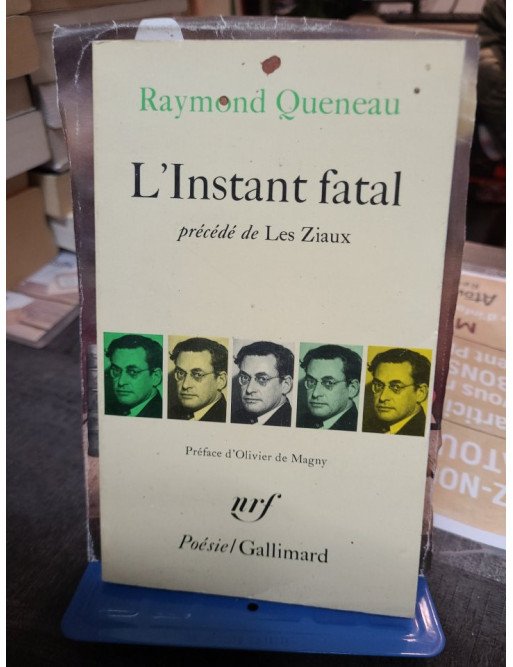 Raymond Queneau
L'Instant fatal
précédé de Les Ziaux
Préface d'Olivier de Magny
nrf
Poésie/Gallimard